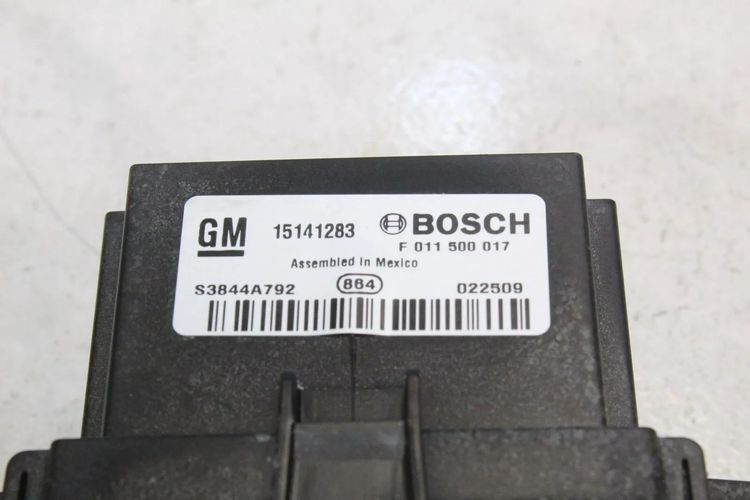 GM 15141283 BOSCH
F 011 500 017
Assembled in Mexico
S3844A792 864 022509